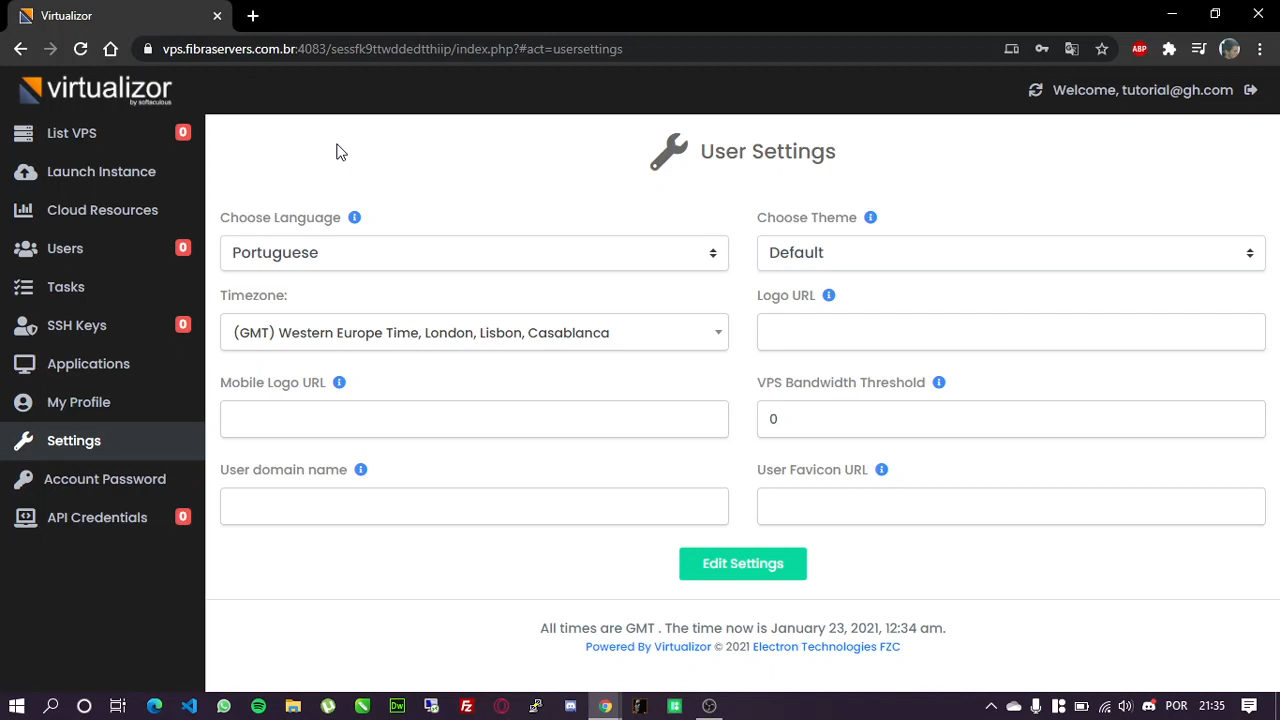 Virtualizor
vps.fibraservers.com.br:4083/sessfk9ttwddedtthiip/index.php?#act=usersettings
ABP
virtualizor
by softaculous
Welcome, tutorial@gh.com
List VPS 0
Launch Instance
Cloud Resources
Users 0
Tasks
SSH Keys 0
Applications
My Profile
Settings
Account Password
API Credentials 0
User Settings
Choose Language
Portuguese
Choose Theme
Default
Timezone:
(GMT) Western Europe Time, London, Lisbon, Casablanca
Logo URL
Mobile Logo URL
VPS Bandwidth Threshold
0
User domain name
User Favicon URL
Edit Settings
All times are GMT . The time now is January 23, 2021, 12:34 am.
Powered By Virtualizor © 2021 Electron Technologies FZC
Dw
POR 21:35